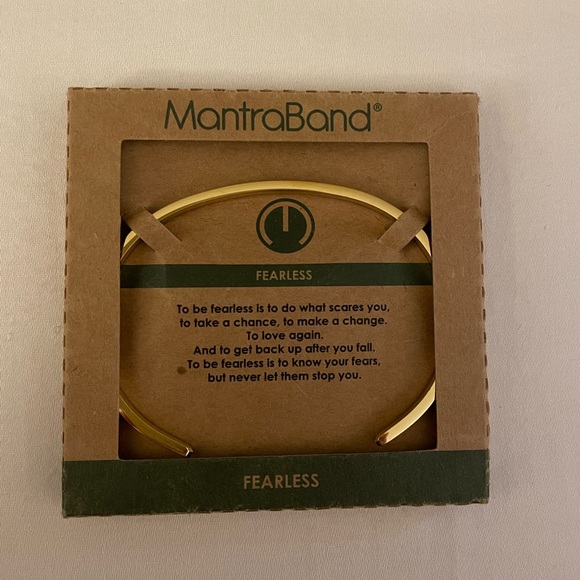 MantraBand®
FEARLESS
To be fearless is to do what scares you,
to take a chance, to make a change.
To love again.
And to get back up after you fall.
To be fearless is to know your fears,
but never let them stop you.
FEARLESS